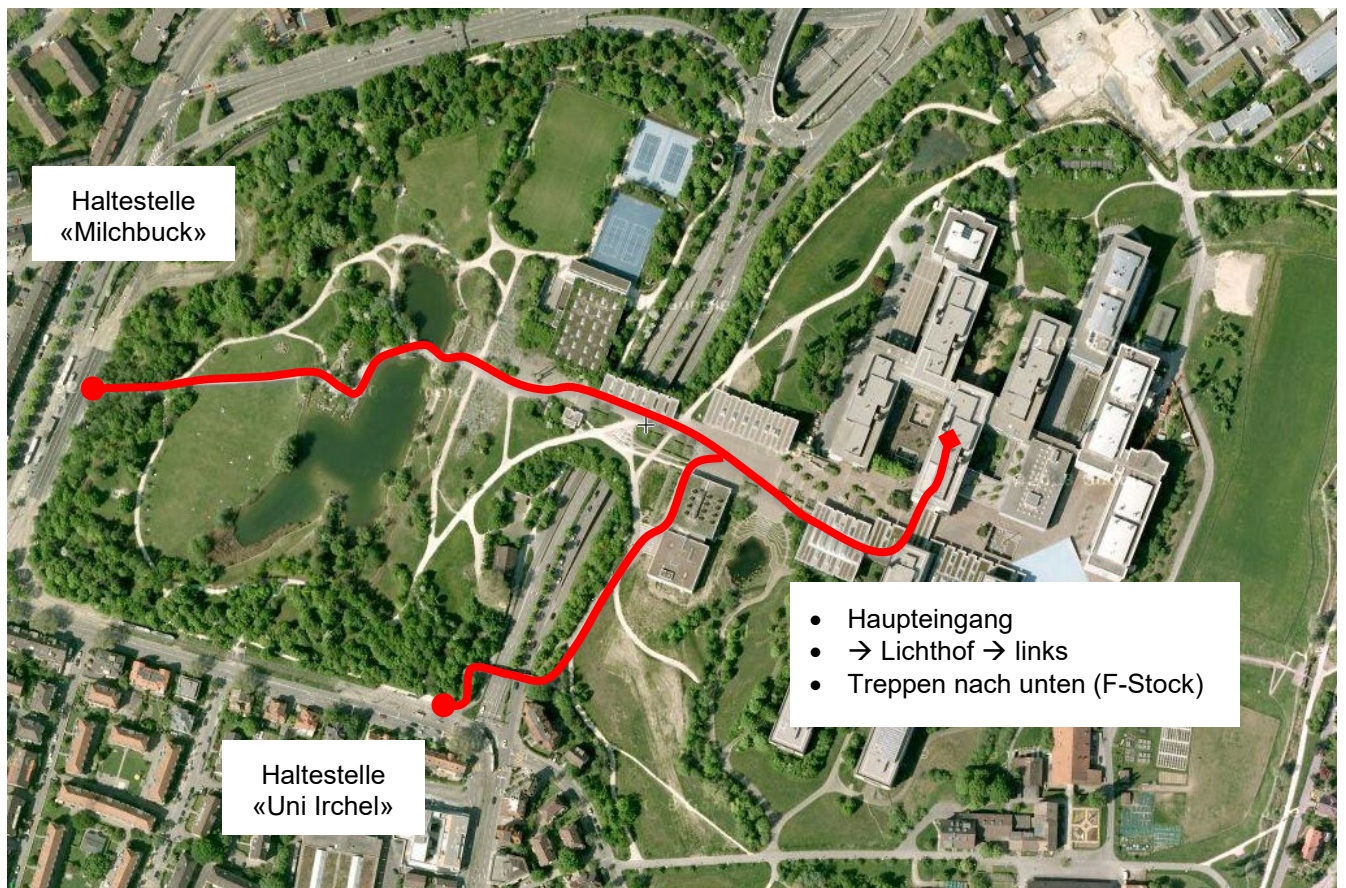 Haltestelle
«Milchbuck»
• Haupteingang
• → Lichthof → links
• Treppen nach unten (F-Stock)
Haltestelle
«Uni Irchel»